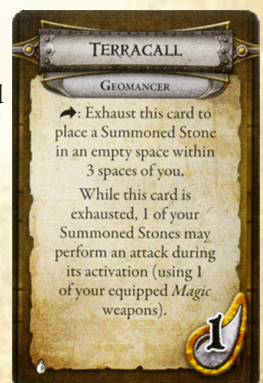 TERRACALL
GEOMANCER
: Exhaust this card to
place a Summoned Stone
in an empty space within
3 spaces of you.
While this card is
exhausted, 1 of your
Summoned Stones may
perform an attack during
its activation (using 1
of your equipped Magic
weapons).
1